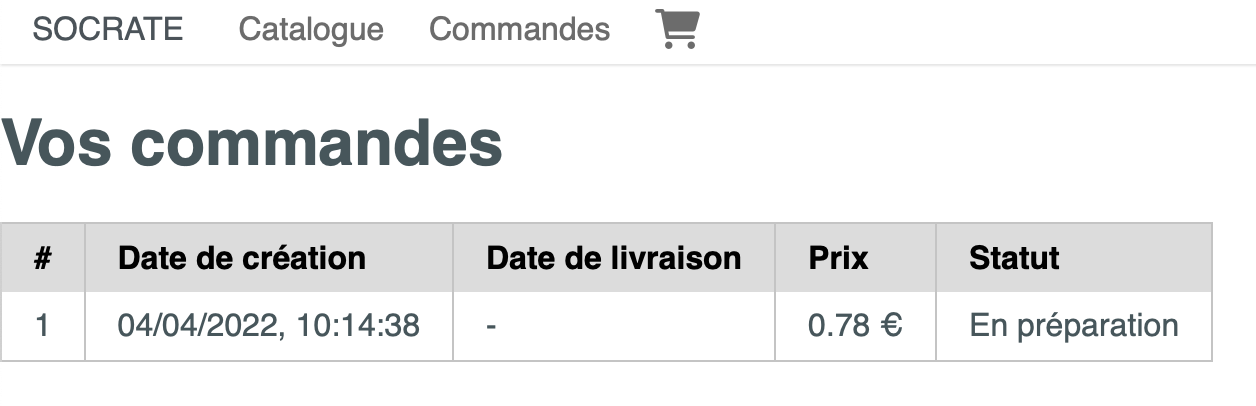 SOCRATE Catalogue Commandes
Vos commandes
# Date de création Date de livraison Prix Statut
1 04/04/2022, 10:14:38 - 0.78 € En préparation